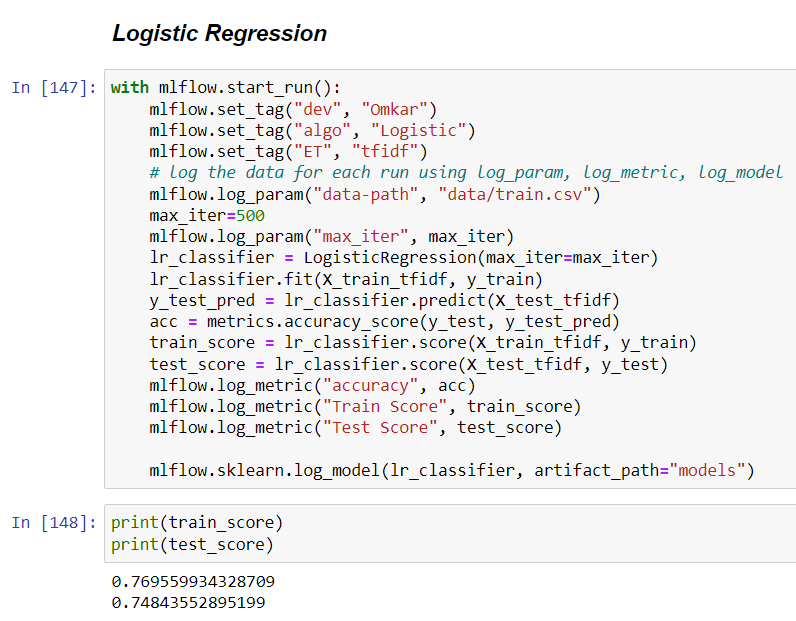 Logistic Regression
In [147]: with mlflow.start_run():
    mlflow.set_tag("dev", "Omkar")
    mlflow.set_tag("algo", "Logistic")
    mlflow.set_tag("ET", "tfidf")
    # log the data for each run using log_param, log_metric, log_model
    mlflow.log_param("data-path", "data/train.csv")
    max_iter=500
    mlflow.log_param("max_iter", max_iter)
    lr_classifier = LogisticRegression(max_iter=max_iter)
    lr_classifier.fit(X_train_tfidf, y_train)
    y_test_pred = lr_classifier.predict(X_test_tfidf)
    acc = metrics.accuracy_score(y_test, y_test_pred)
    train_score = lr_classifier.score(X_train_tfidf, y_train)
    test_score = lr_classifier.score(X_test_tfidf, y_test)
    mlflow.log_metric("accuracy", acc)
    mlflow.log_metric("Train Score", train_score)
    mlflow.log_metric("Test Score", test_score)
    mlflow.sklearn.log_model(lr_classifier, artifact_path="models")
In [148]: print(train_score)
print(test_score)
0.769559934328709
0.74843552895199